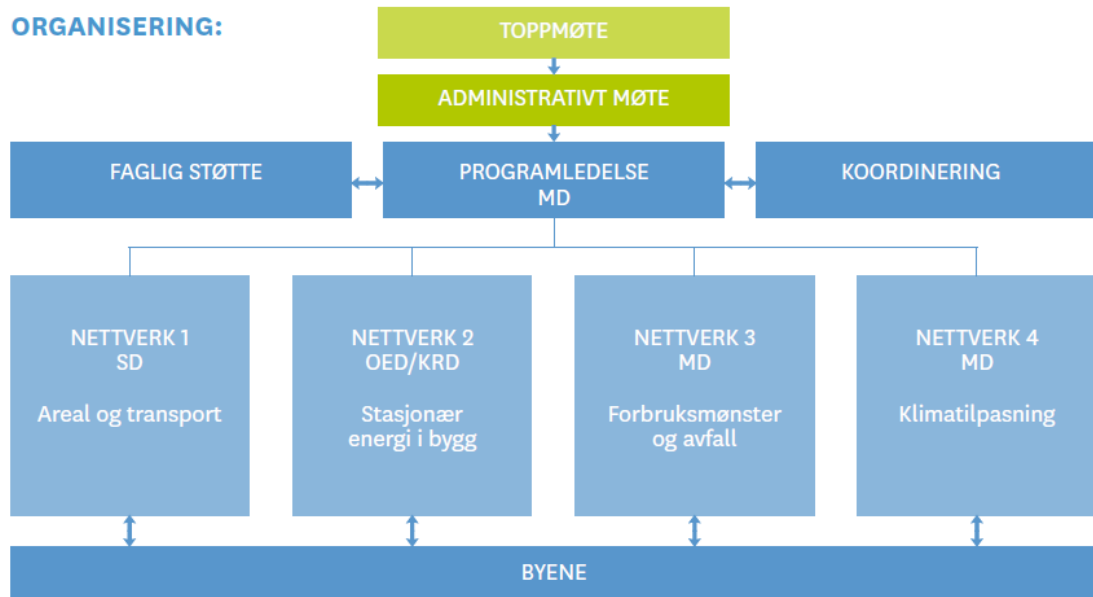 ORGANISERING:
TOPPMØTE
ADMINISTRATIVT MØTE
FAGLIG STØTTE
PROGRAMLEDELSE
MD
KOORDINERING
NETTVERK 1
SD
Areal og transport
NETTVERK 2
OED/KRD
Stasjonær
energi i bygg
NETTVERK 3
MD
Forbruksmønster
og avfall
NETTVERK 4
MD
Klimatilpasning
BYENE